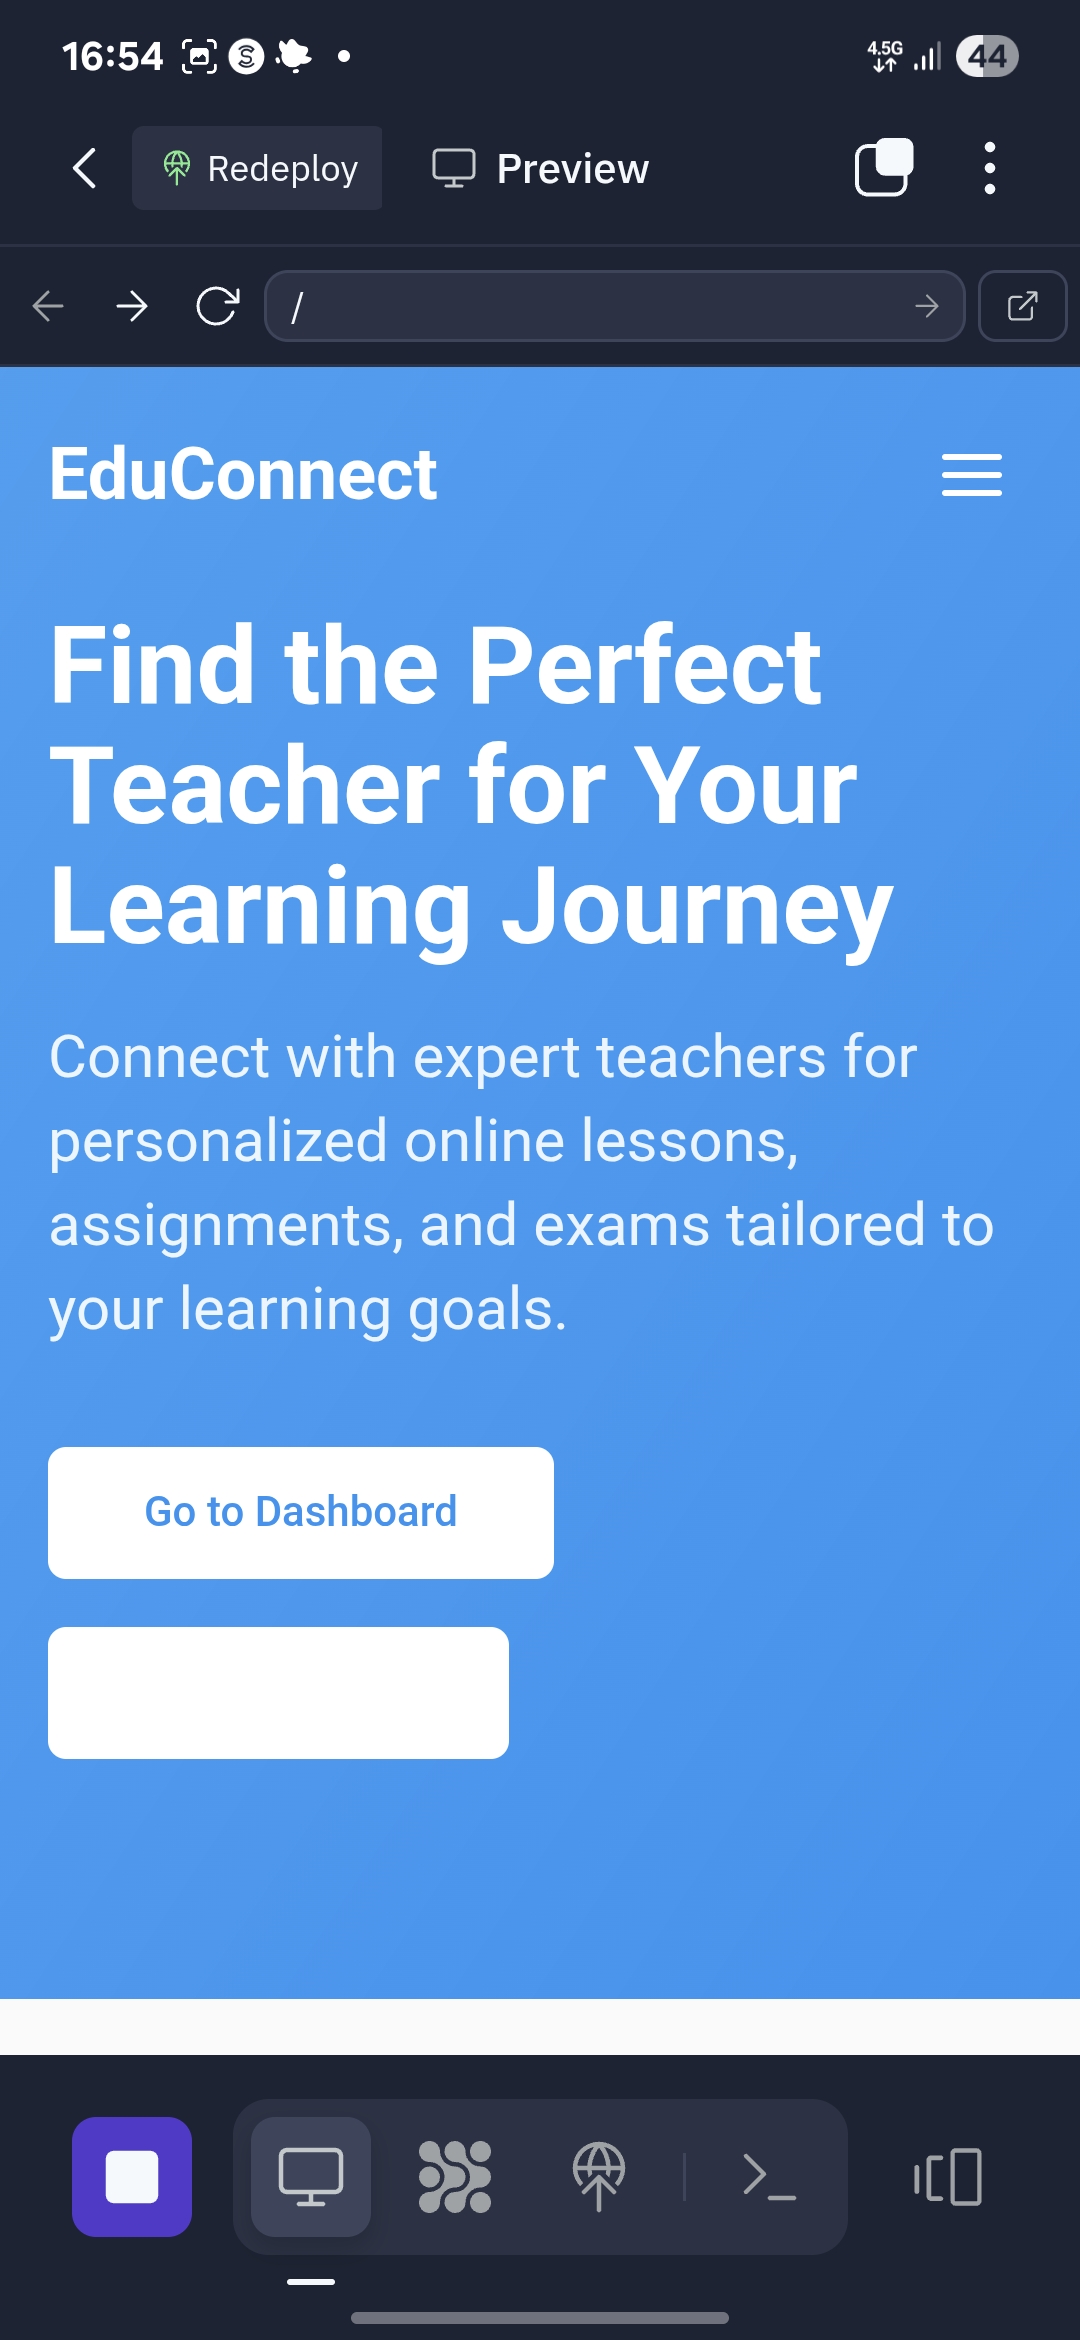 16:54
4.5G
44
Redeploy
Preview
/
EduConnect
Find the Perfect
Teacher for Your
Learning Journey
Connect with expert teachers for
personalized online lessons,
assignments, and exams tailored to
your learning goals.
Go to Dashboard